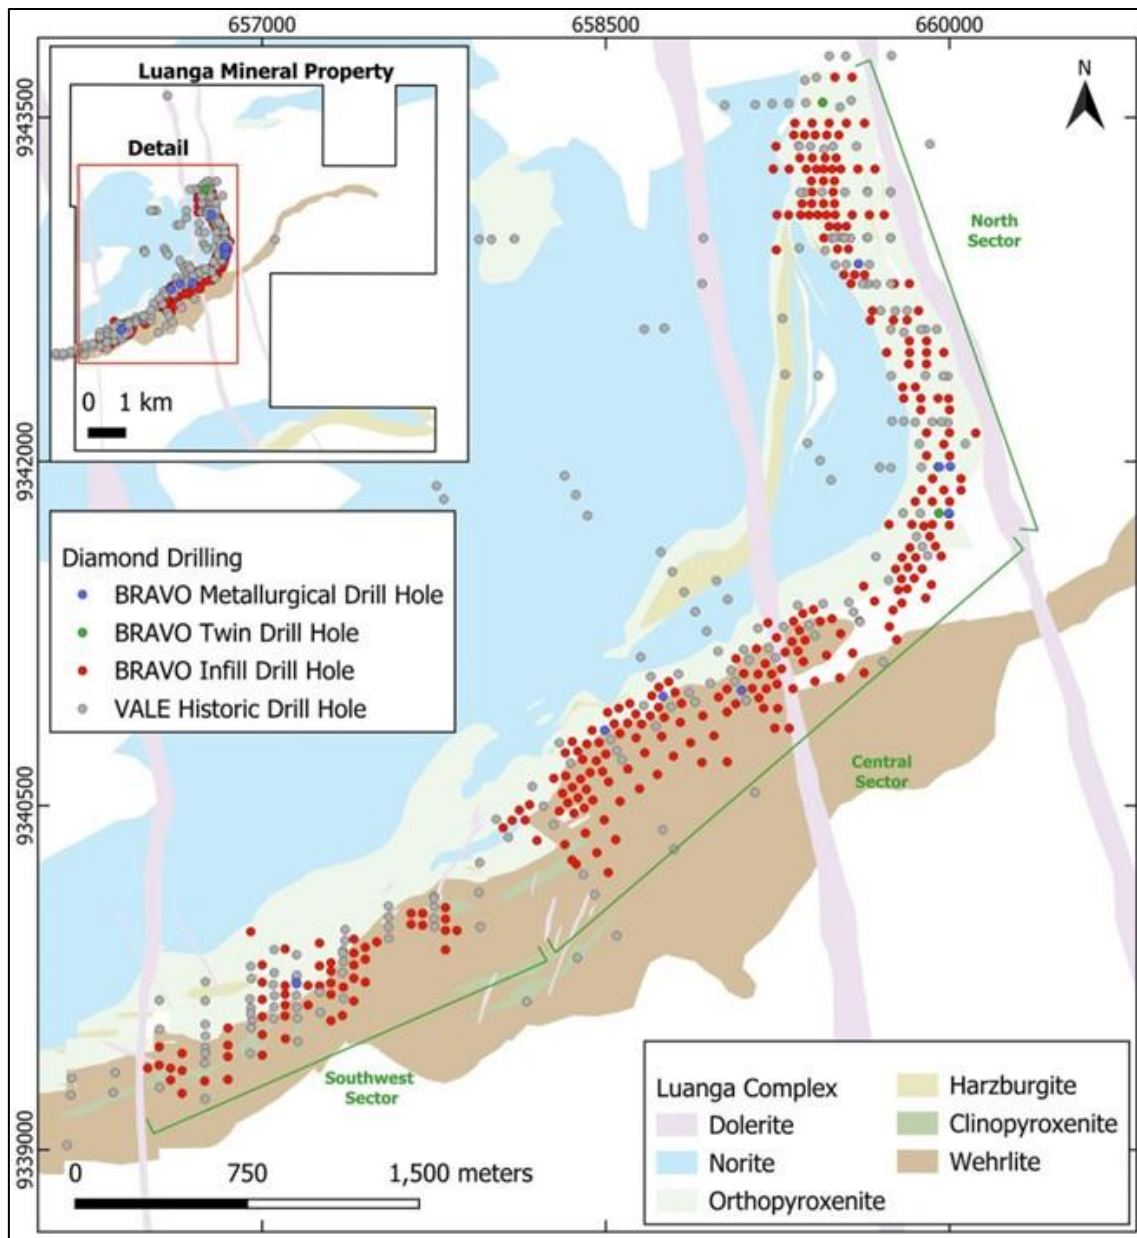 657000
658500
660000
Luanga Mineral Property
Detail
0 1 km
N
9343500
9342000
9340500
9339000
North
Sector
Central
Sector
Southwest
Sector
Diamond Drilling
BRAVO Metallurgical Drill Hole
BRAVO Twin Drill Hole
BRAVO Infill Drill Hole
VALE Historic Drill Hole
0 750 1,500 meters
Luanga Complex
Dolerite
Norite
Orthopyroxenite
Harzburgite
Clinopyroxenite
Wehrlite